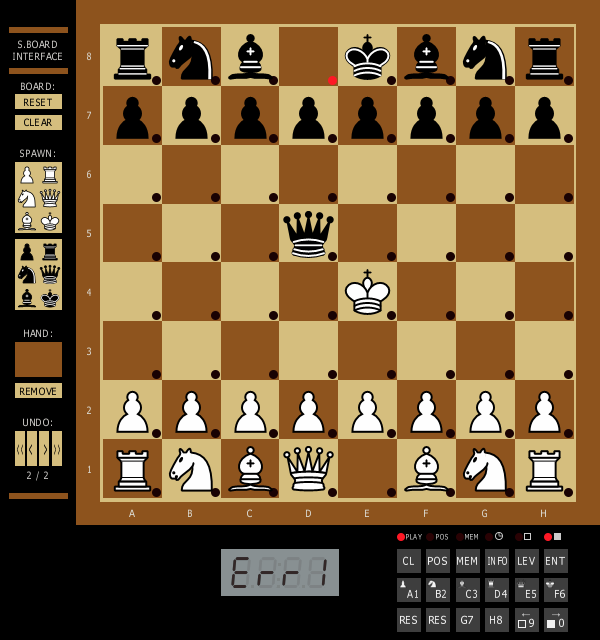 S.BOARD
INTERFACE
BOARD:
RESET
CLEAR
SPAWN:
HAND:
REMOVE
UNDO:
⟨⟨ ⟨ ⟩ ⟩⟩
2 / 2
8
7
6
5
4
3
2
1
A B C D E F G H
PLAY POS MEM
Err1
CL POS MEM INFO LEV ENT
A1 B2 C3 D4 E5 F6
RES RES G7 H8 9 0